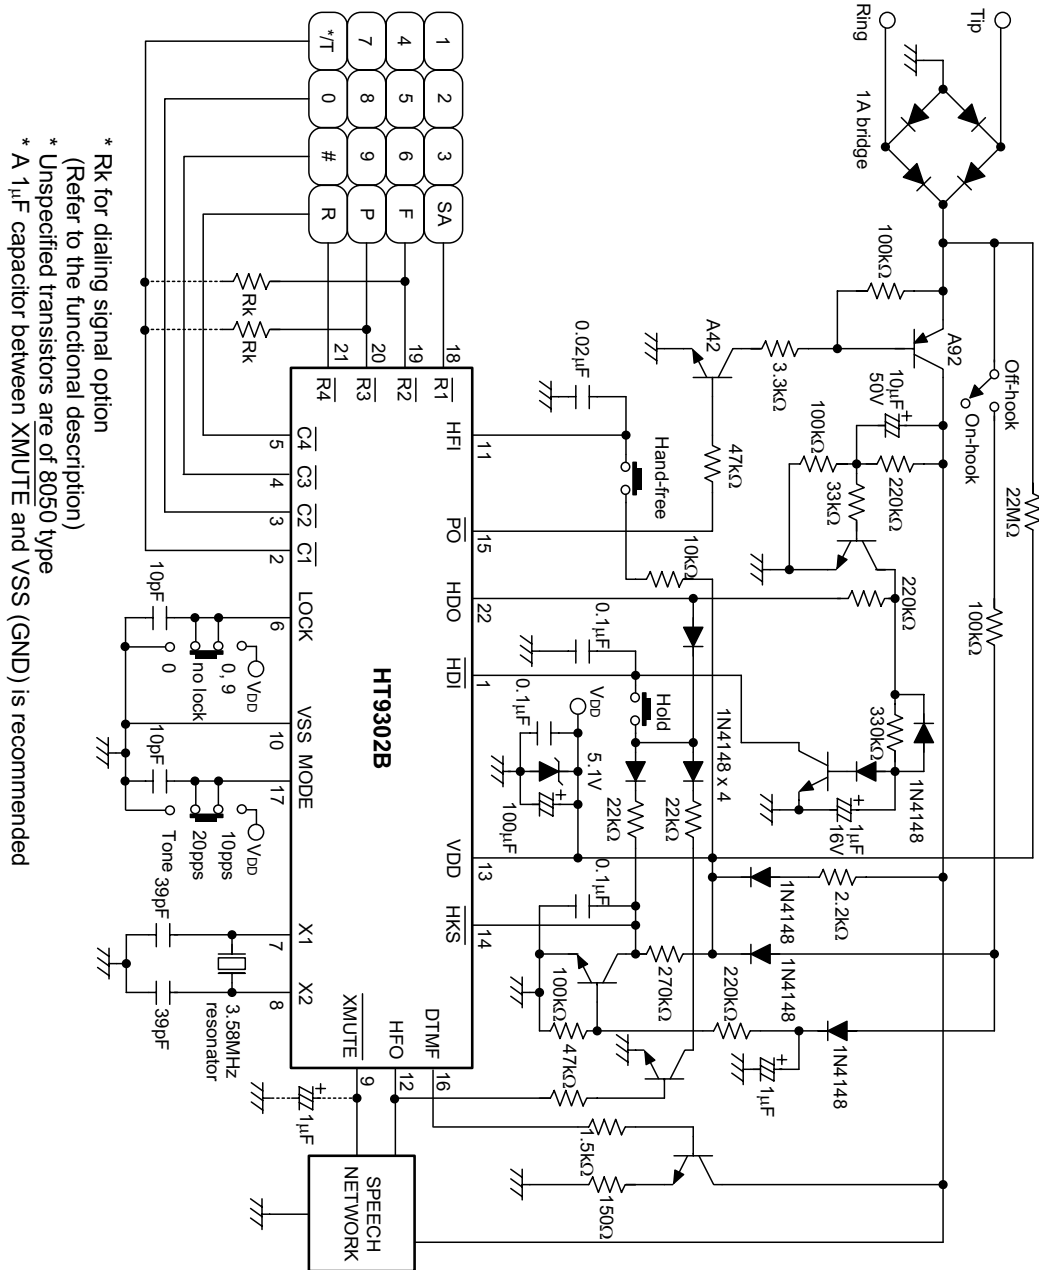 Tip
Ring
1A bridge
100kΩ
A92
Off-hook
On-hook
22MΩ
100kΩ
10μF
50V
+
100kΩ
220kΩ
33kΩ
220kΩ
330kΩ
1N4148
1μF
16V
+
A42
3.3kΩ
47kΩ
0.02μF
Hand-free
10kΩ
0.1μF
Hold
1N4148 x 4
22kΩ
22kΩ
VDD
0.1μF
5.1V
100μF
+
0.1μF
1N4148
2.2kΩ
1N4148
270kΩ
100kΩ
220kΩ
1N4148
1μF
+
47kΩ
1.5kΩ
150Ω
1 2 3 SA
4 5 6 F
7 8 9 P
*/T 0 # R
Rk
Rk
18 19 20 21
R1 R2 R3 R4
HFI 11
PO 15
HDO 22
HDI 1
VDD 13
HKS 14
DTMF 16
HFO 12
XMUTE 9
HT9302B
C4 5
C3 4
C2 3
C1 2
LOCK 6
VSS 10
MODE 17
X1 7
X2 8
10pF
VDD
0, 9
no lock
0
10pF
VDD
10pps
20pps
Tone
39pF
39pF
3.58MHz
resonator
1μF
+
SPEECH
NETWORK
* Rk for dialing signal option
(Refer to the functional description)
* Unspecified transistors are of 8050 type
* A 1μF capacitor between XMUTE and VSS (GND) is recommended